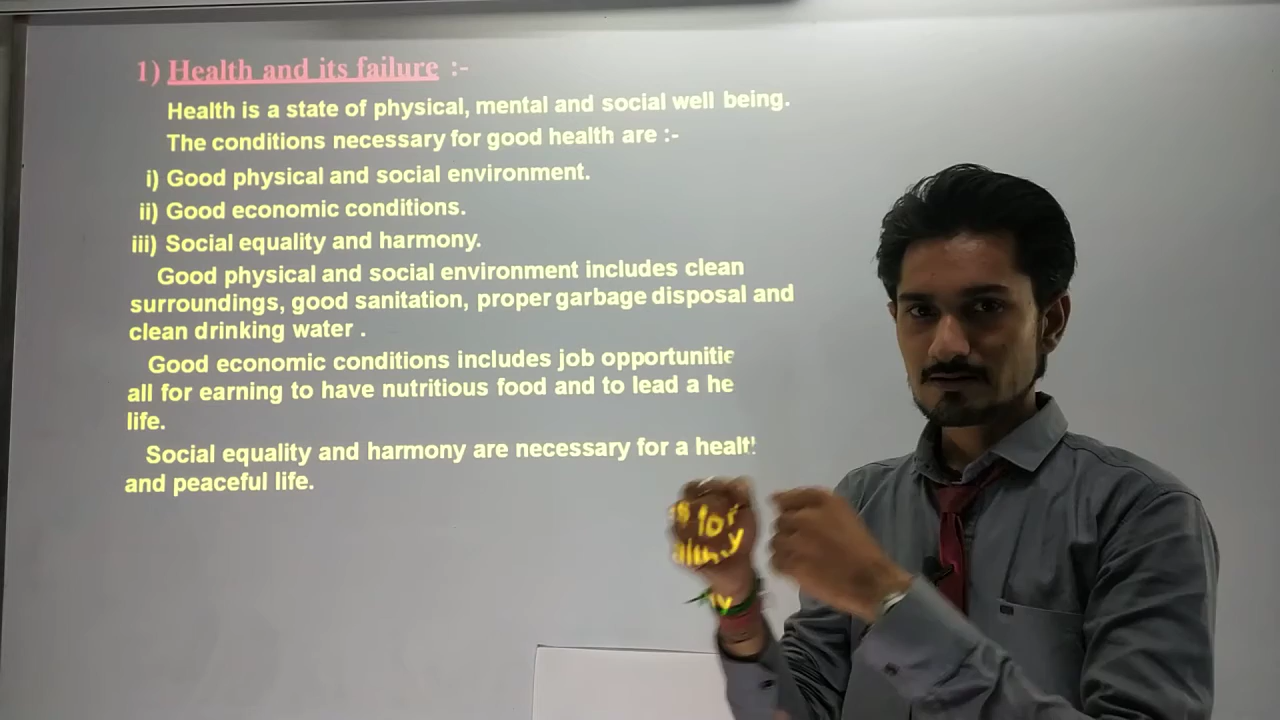 1) Health and its failure :-
Health is a state of physical, mental and social well being.
The conditions necessary for good health are :-
i) Good physical and social environment.
ii) Good economic conditions.
iii) Social equality and harmony.
Good physical and social environment includes clean
surroundings, good sanitation, proper garbage disposal and
clean drinking water .
Good economic conditions includes job
all for earning to have nutritious food and to lead a
life.
Social equality and harmony are necessary for a
and peaceful life.
for